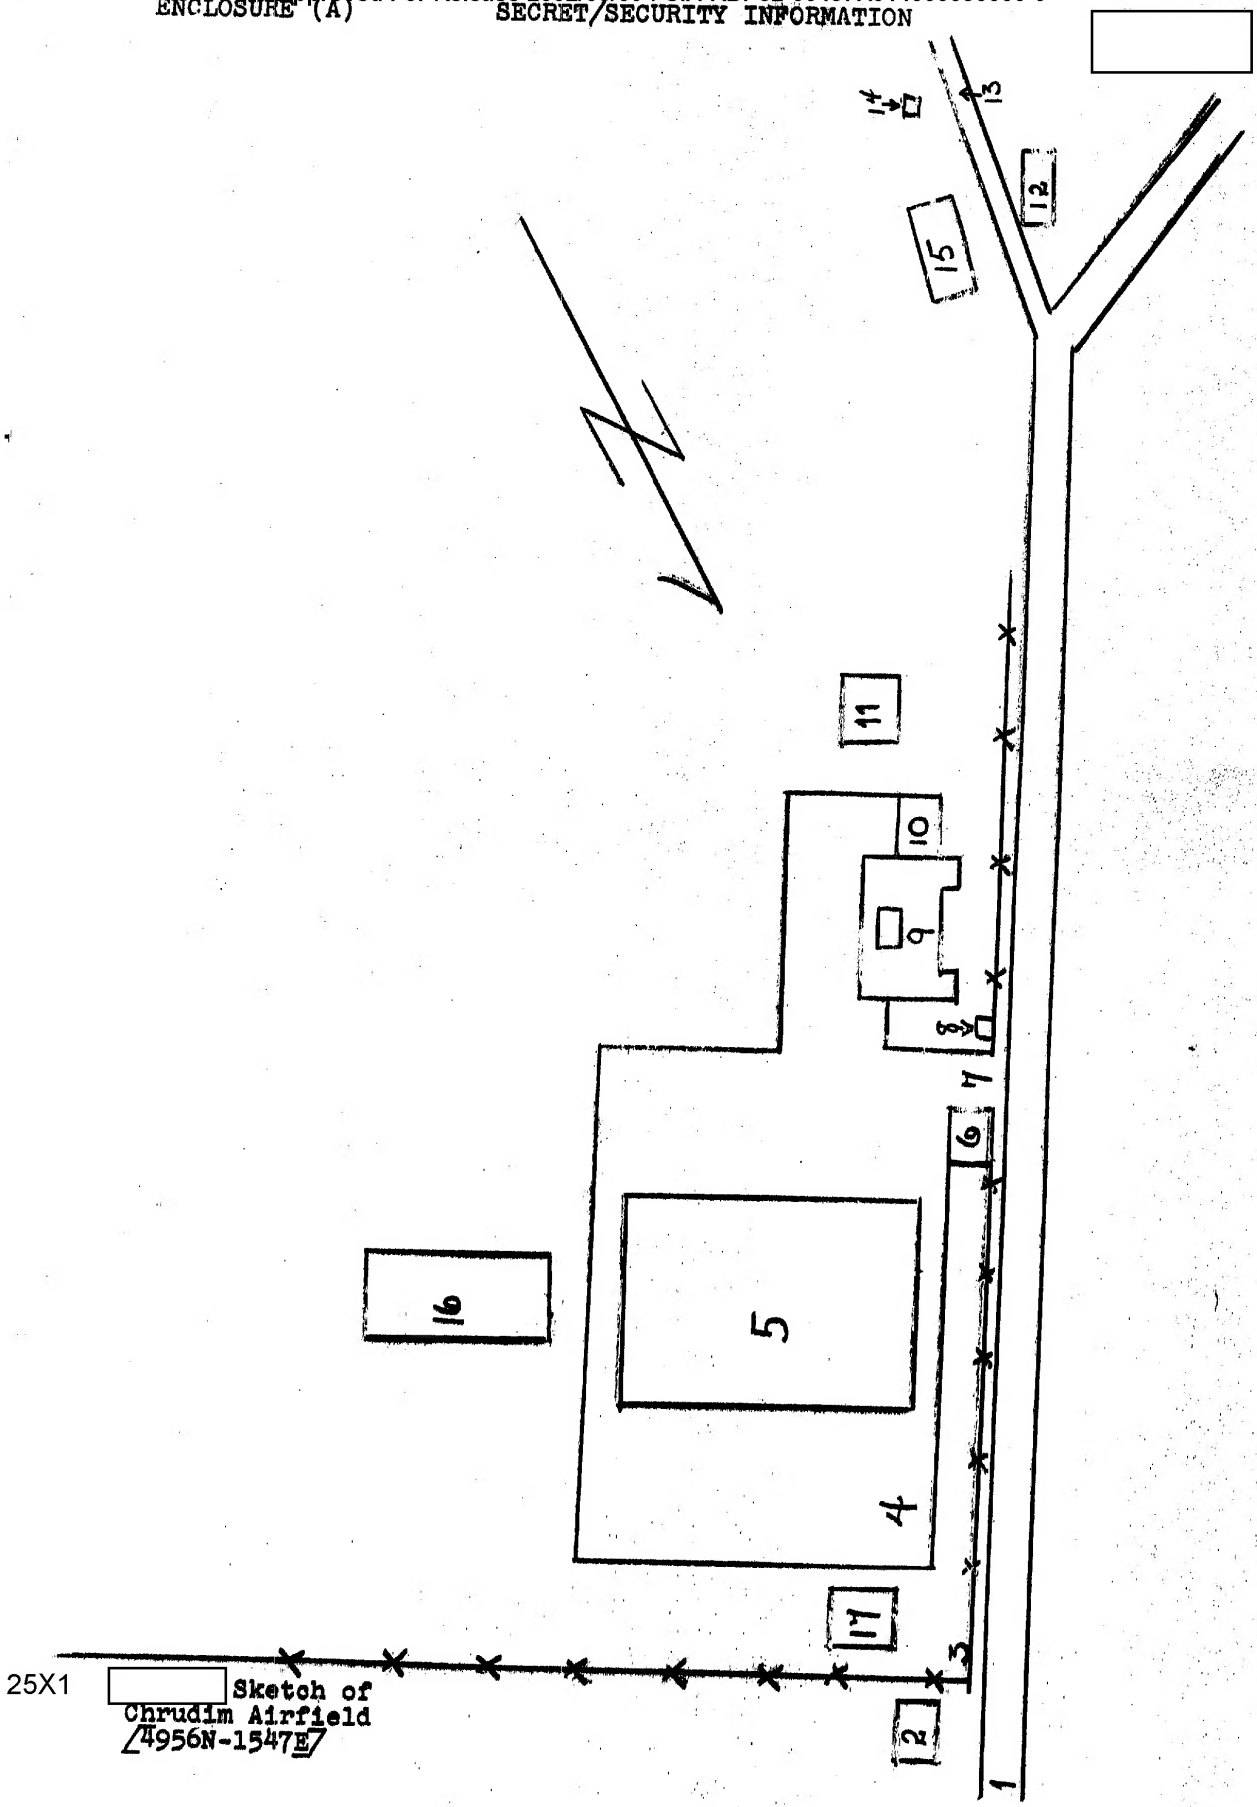 ENCLOSURE (A)
SECRET/SECURITY INFORMATION
14
13
12
15
11
10
9
8
7
6
16
5
4
17
3
2
1
25X1
Sketch of
Chrudim Airfield
[4956N-1547E]